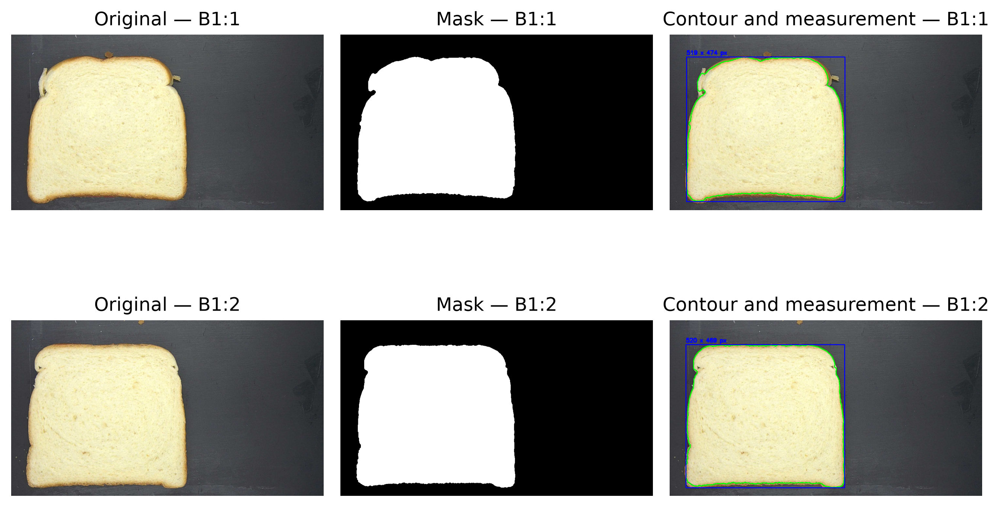 Original — B1:1
Mask — B1:1
Contour and measurement — B1:1
519 x 474 px
Original — B1:2
Mask — B1:2
Contour and measurement — B1:2
520 x 469 px